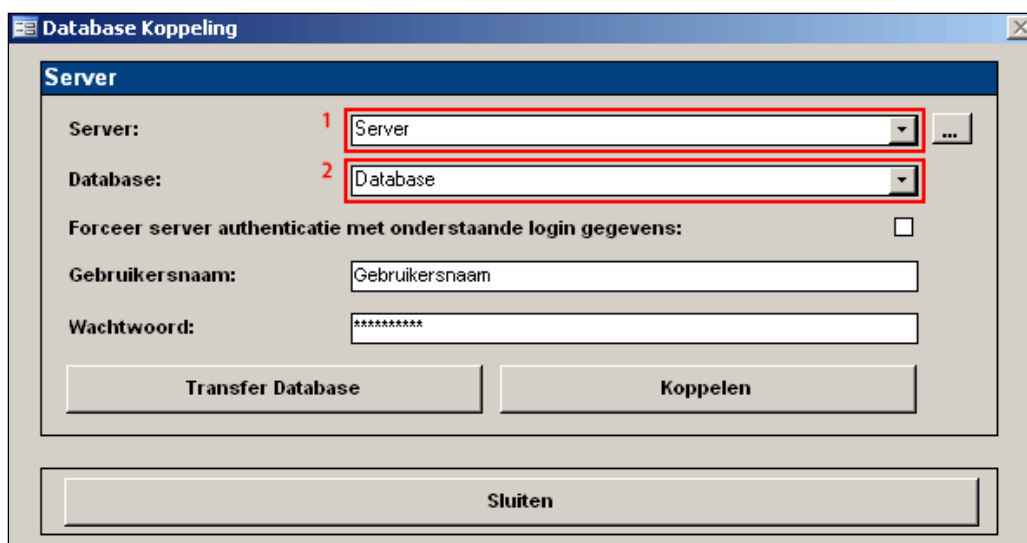 Database Koppeling
Server
Server: 1 Server ...
Database: 2 Database
Forceer server authenticatie met onderstaande login gegevens:
Gebruikersnaam: Gebruikersnaam
Wachtwoord: **********
Transfer Database Koppelen
Sluiten